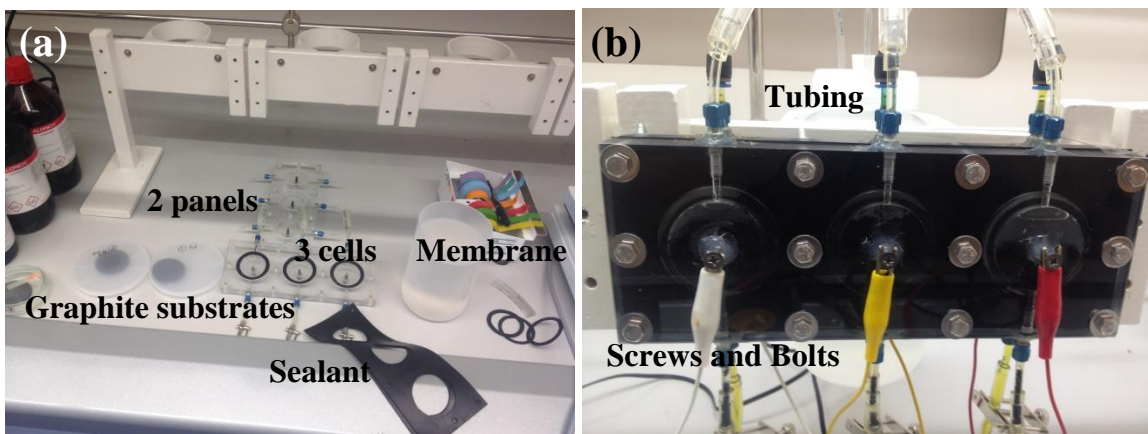 (a)
2 panels
3 cells
Membrane
Graphite substrates
Sealant
(b)
Tubing
Screws and Bolts